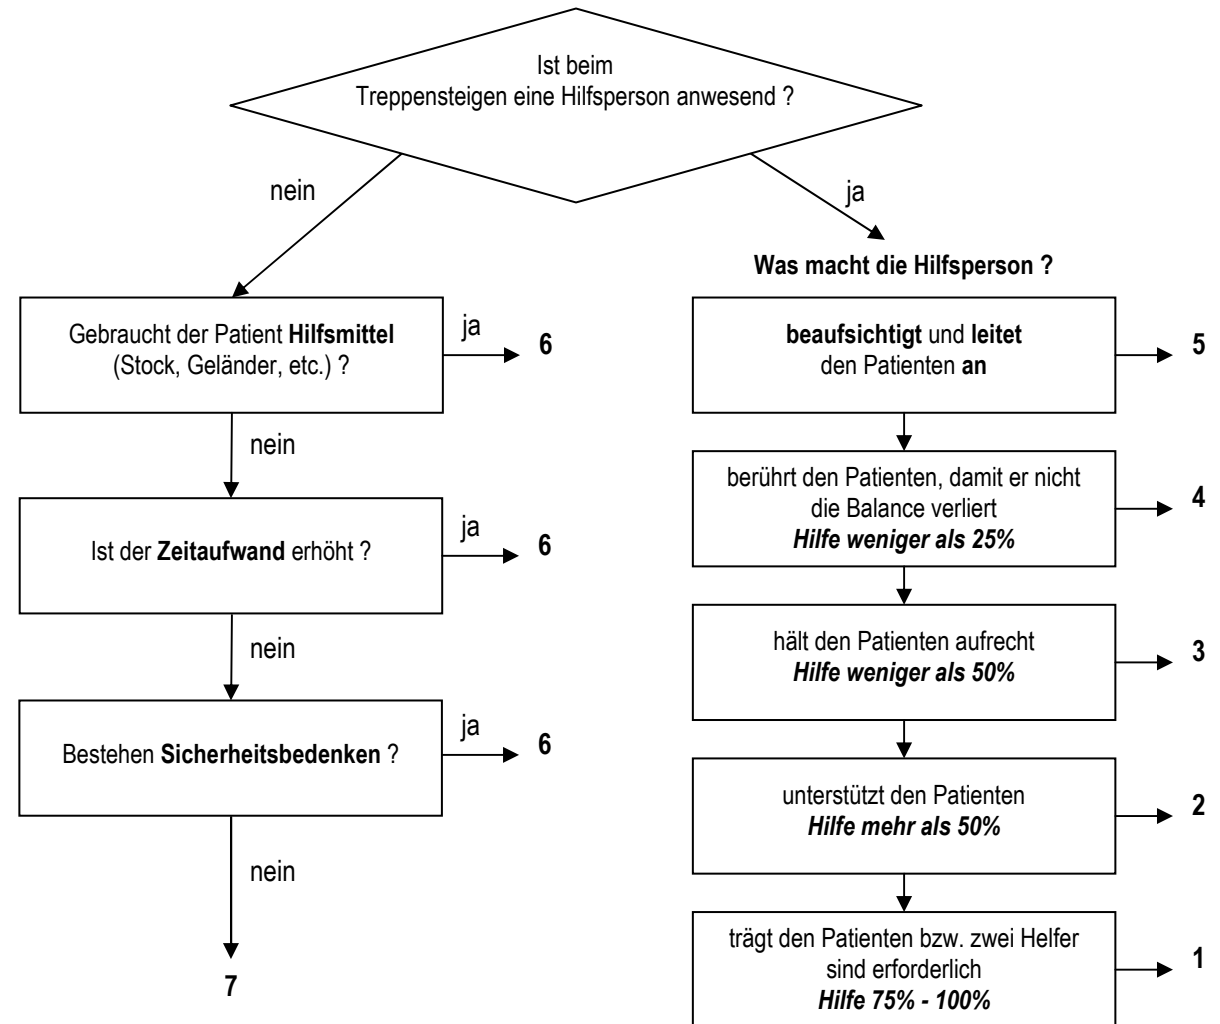 Ist beim
Treppensteigen eine Hilfsperson anwesend ?
nein
ja
Was macht die Hilfsperson ?
Gebraucht der Patient Hilfsmittel
(Stock, Geländer, etc.) ?
ja
6
nein
Ist der Zeitaufwand erhöht ?
ja
6
nein
Bestehen Sicherheitsbedenken ?
ja
6
nein
7
beaufsichtigt und leitet
den Patienten an
5
berührt den Patienten, damit er nicht
die Balance verliert
Hilfe weniger als 25%
4
hält den Patienten aufrecht
Hilfe weniger als 50%
3
unterstützt den Patienten
Hilfe mehr als 50%
2
trägt den Patienten bzw. zwei Helfer
sind erforderlich
Hilfe 75% - 100%
1